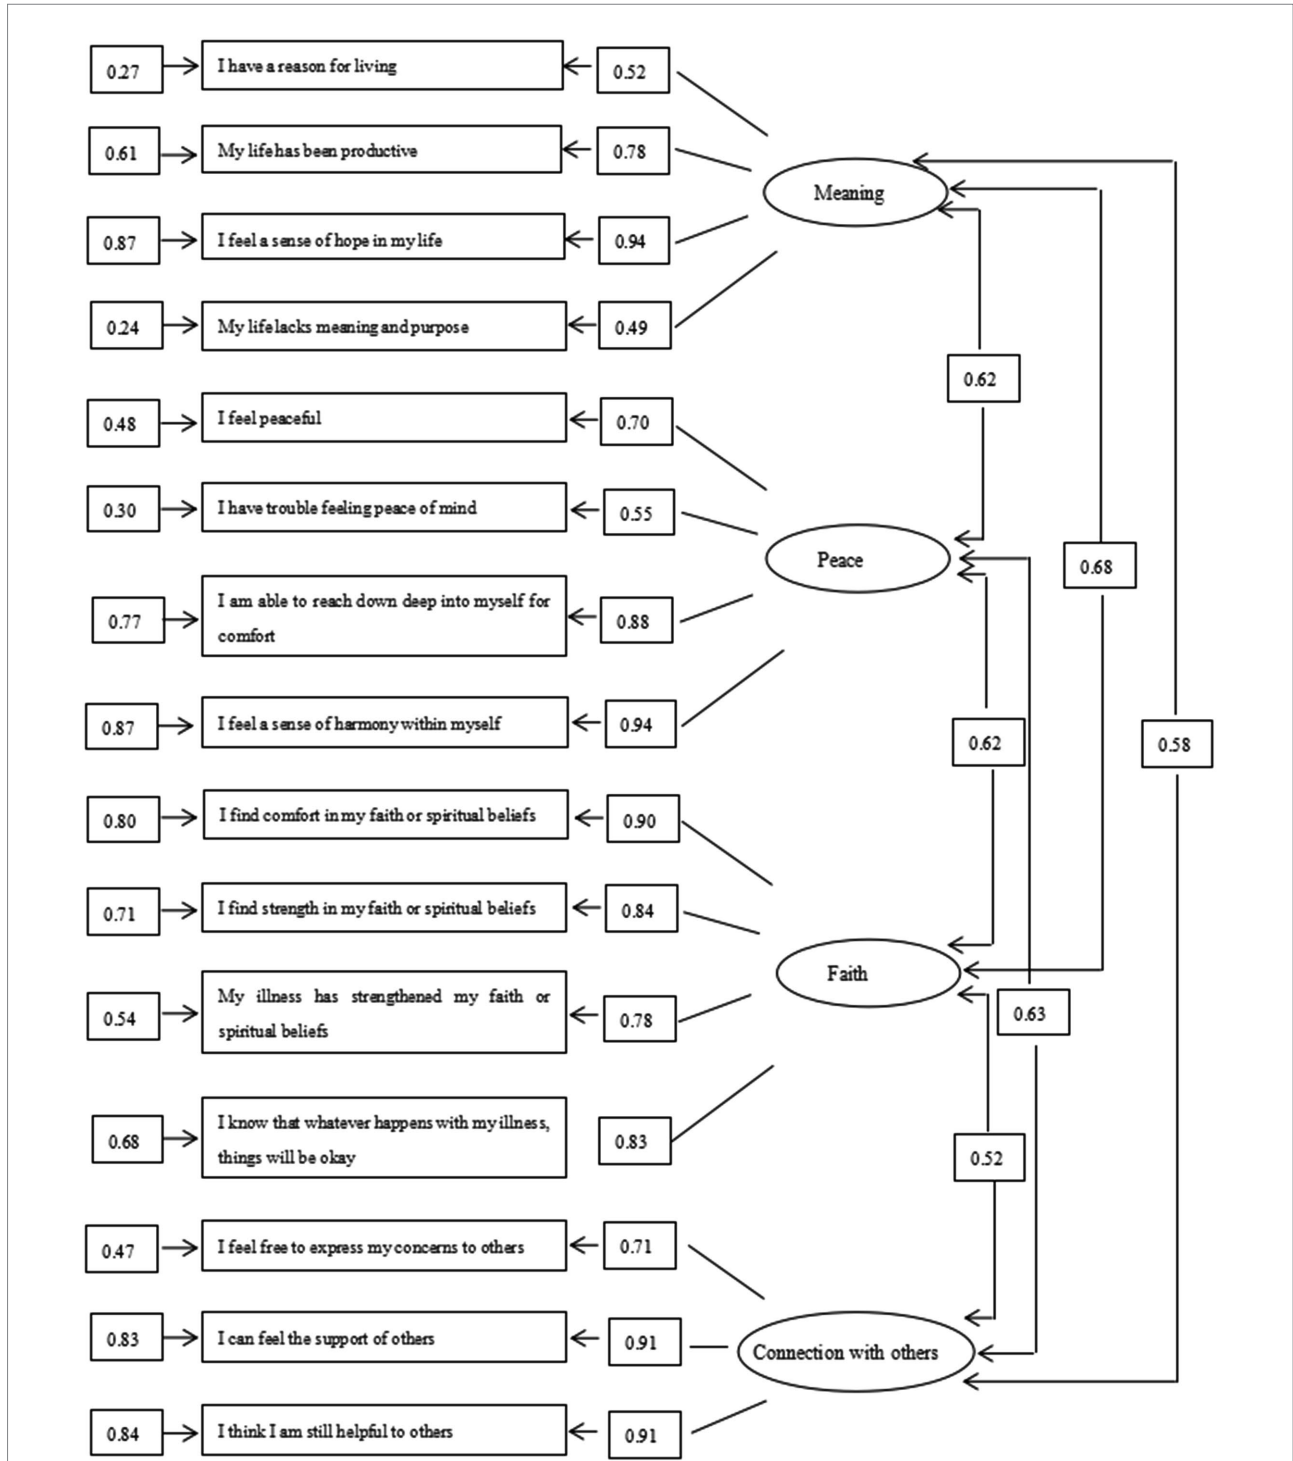 0.27 I have a reason for living 0.52
0.61 My life has been productive 0.78
Meaning
0.87 I feel a sense of hope in my life 0.94
0.24 My life lacks meaning and purpose 0.49
0.62
0.48 I feel peaceful 0.70
0.30 I have trouble feeling peace of mind 0.55
Peace
0.68
0.77 I am able to reach down deep into myself for
comfort 0.88
0.87 I feel a sense of harmony within myself 0.94
0.62 0.58
0.80 I find comfort in my faith or spiritual beliefs 0.90
0.71 I find strength in my faith or spiritual beliefs 0.84
Faith
0.54 My illness has strengthened my faith or
spiritual beliefs 0.78
0.63
0.68 I know that whatever happens with my illness,
things will be okay 0.83
0.52
0.47 I feel free to express my concerns to others 0.71
0.83 I can feel the support of others 0.91
Connection with others
0.84 I think I am still helpful to others 0.91